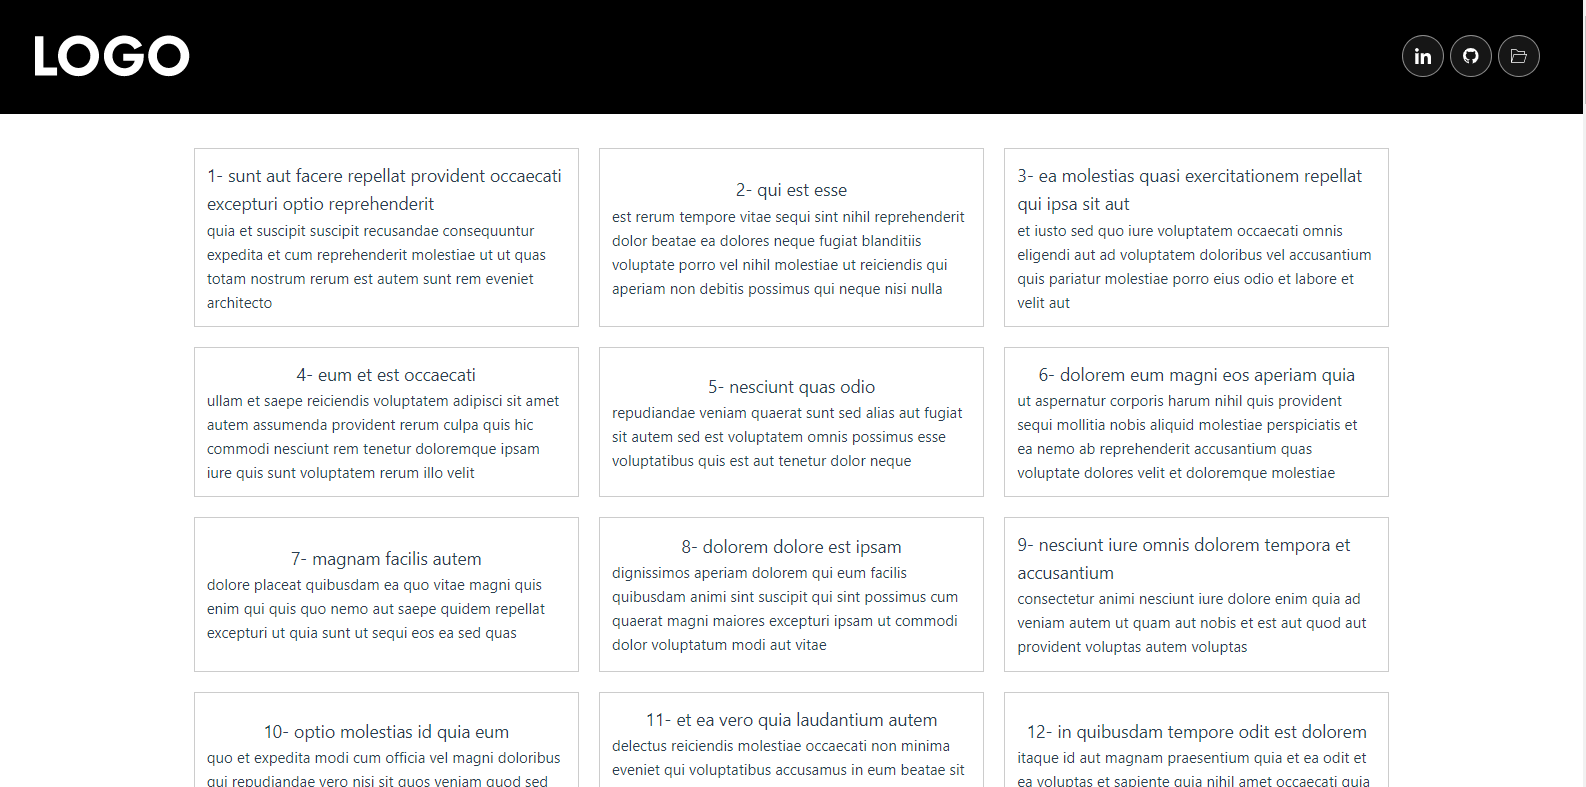 LOGO
in
1- sunt aut facere repellat provident occaecati
excepturi optio reprehenderit
quia et suscipit suscipit recusandae consequuntur
expedita et cum reprehenderit molestiae ut ut quas
totam nostrum rerum est autem sunt rem eveniet
architecto
2- qui est esse
est rerum tempore vitae sequi sint nihil reprehenderit
dolor beatae ea dolores neque fugiat blanditiis
voluptate porro vel nihil molestiae ut reiciendis qui
aperiam non debitis possimus qui neque nisi nulla
3- ea molestias quasi exercitationem repellat
qui ipsa sit aut
et iusto sed quo iure voluptatem occaecati omnis
eligendi aut ad voluptatem doloribus vel accusantium
quis pariatur molestiae porro eius odio et labore et
velit aut
4- eum et est occaecati
ullam et saepe reiciendis voluptatem adipisci sit amet
autem assumenda provident rerum culpa quis hic
commodi nesciunt rem tenetur doloremque ipsam
iure quis sunt voluptatem rerum illo velit
5- nesciunt quas odio
repudiandae veniam quaerat sunt sed alias aut fugiat
sit autem sed est voluptatem omnis possimus esse
voluptatibus quis est aut tenetur dolor neque
6- dolorem eum magni eos aperiam quia
ut aspernatur corporis harum nihil quis provident
sequi mollitia nobis aliquid molestiae perspiciatis et
ea nemo ab reprehenderit accusantium quas
voluptate dolores velit et doloremque molestiae
7- magnam facilis autem
dolore placeat quibusdam ea quo vitae magni quis
enim qui quis quo nemo aut saepe quidem repellat
excepturi ut quia sunt ut sequi eos ea sed quas
8- dolorem dolore est ipsam
dignissimos aperiam dolorem qui eum facilis
quibusdam animi sint suscipit qui sint possimus cum
quaerat magni maiores excepturi ipsam ut commodi
dolor voluptatum modi aut vitae
9- nesciunt iure omnis dolorem tempora et
accusantium
consectetur animi nesciunt iure dolore enim quia ad
veniam autem ut quam aut nobis et est aut quod aut
provident voluptas autem voluptas
10- optio molestias id quia eum
quo et expedita modi cum officia vel magni doloribus
qui repudiandae vero nisi sit quos veniam quod sed
11- et ea vero quia laudantium autem
delectus reiciendis molestiae occaecati non minima
eveniet qui voluptatibus accusamus in eum beatae sit
12- in quibusdam tempore odit est dolorem
itaque id aut magnam praesentium quia et ea odit et
ea voluptas et sapiente quia nihil amet occaecati quia